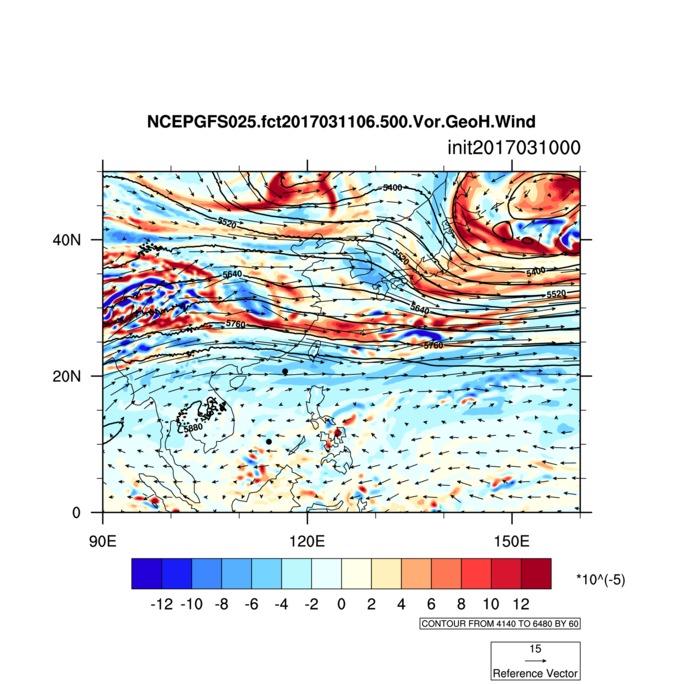 NCEPGFS025.fct2017031106.500.Vor.GeoH.Wind
init2017031000
5400
5520
40N
5520
5640
5400
5520
5640
5760
5760
20N
5880
0
90E 120E 150E
*10^(-5)
-12 -10 -8 -6 -4 -2 0 2 4 6 8 10 12
CONTOUR FROM 4140 TO 6480 BY 60
15
Reference Vector